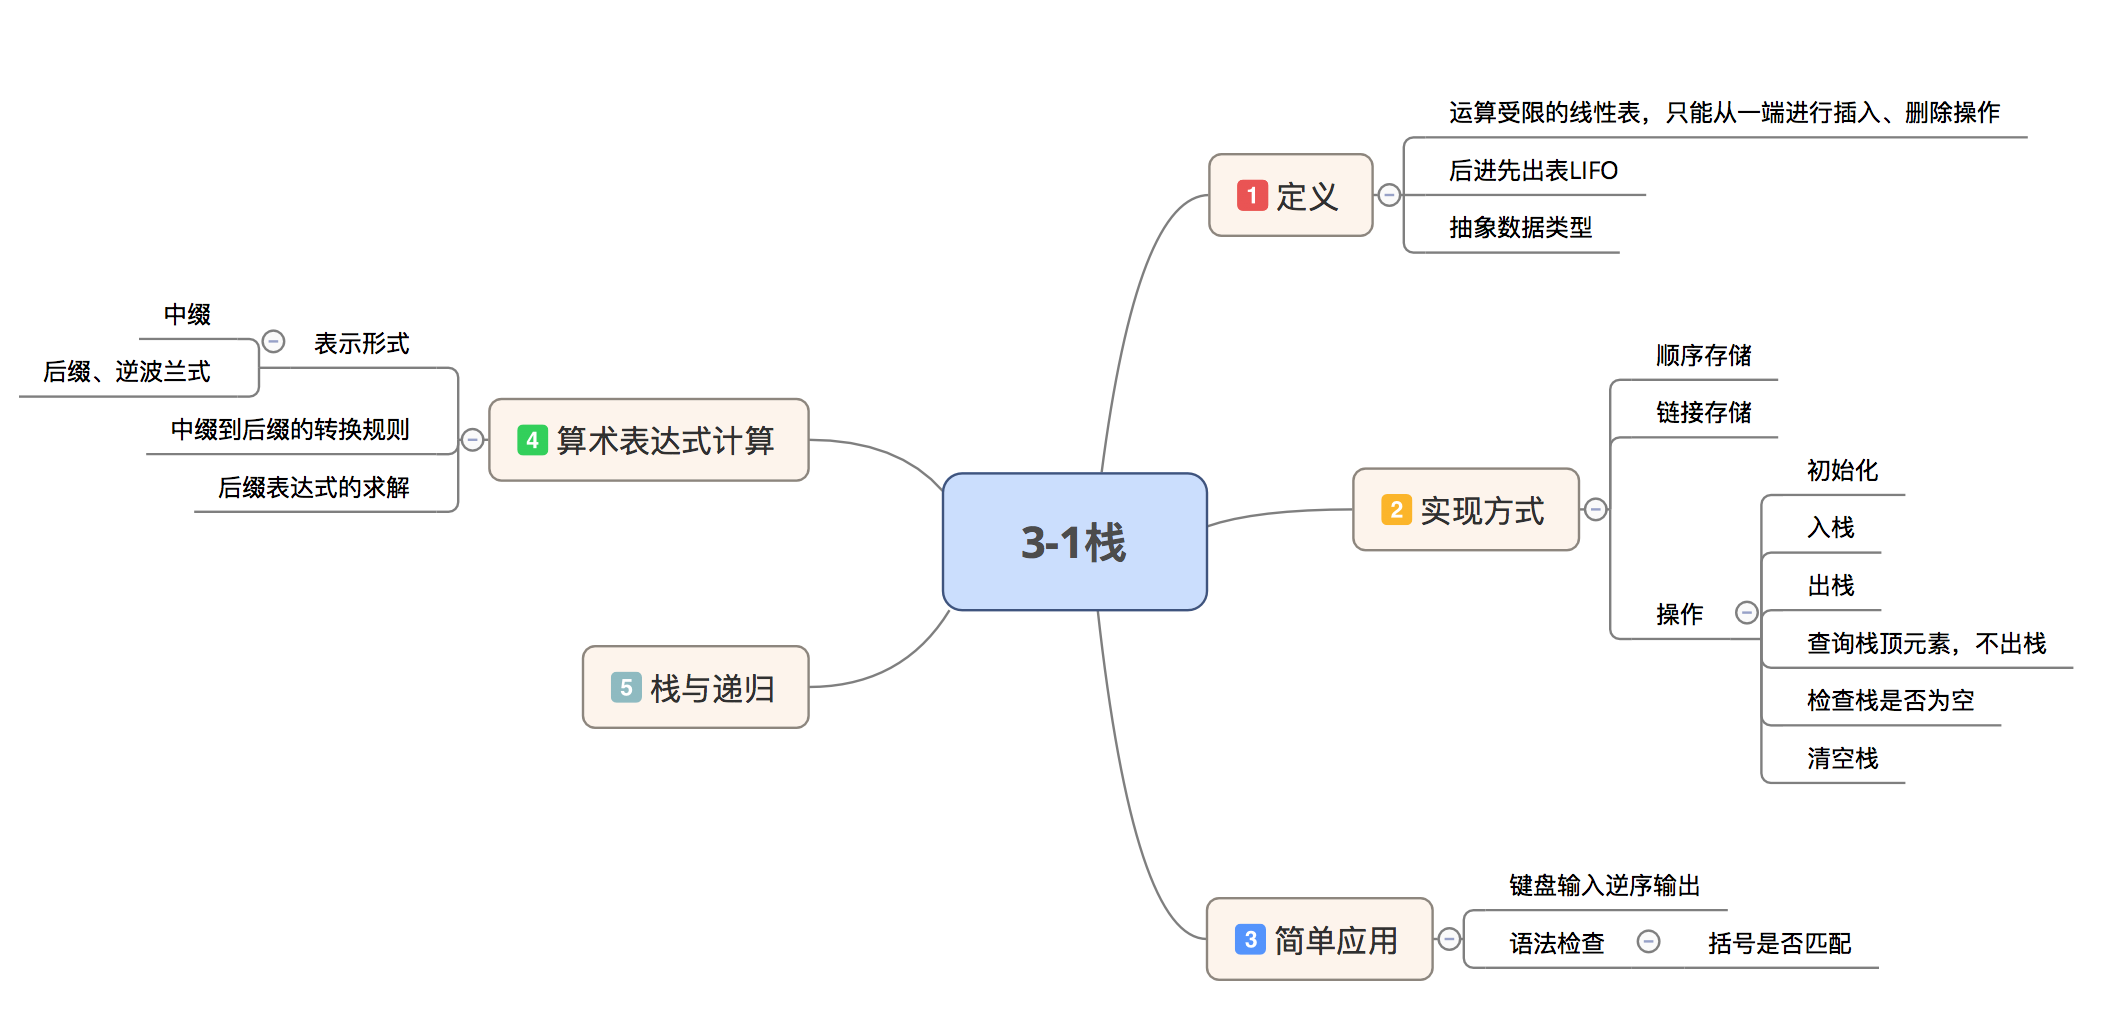 3-1栈
1 定义
运算受限的线性表，只能从一端进行插入、删除操作
后进先出表LIFO
抽象数据类型
2 实现方式
顺序存储
链接存储
操作
初始化
入栈
出栈
查询栈顶元素，不出栈
检查栈是否为空
清空栈
3 简单应用
键盘输入逆序输出
语法检查
括号是否匹配
4 算术表达式计算
表示形式
中缀
后缀、逆波兰式
中缀到后缀的转换规则
后缀表达式的求解
5 栈与递归